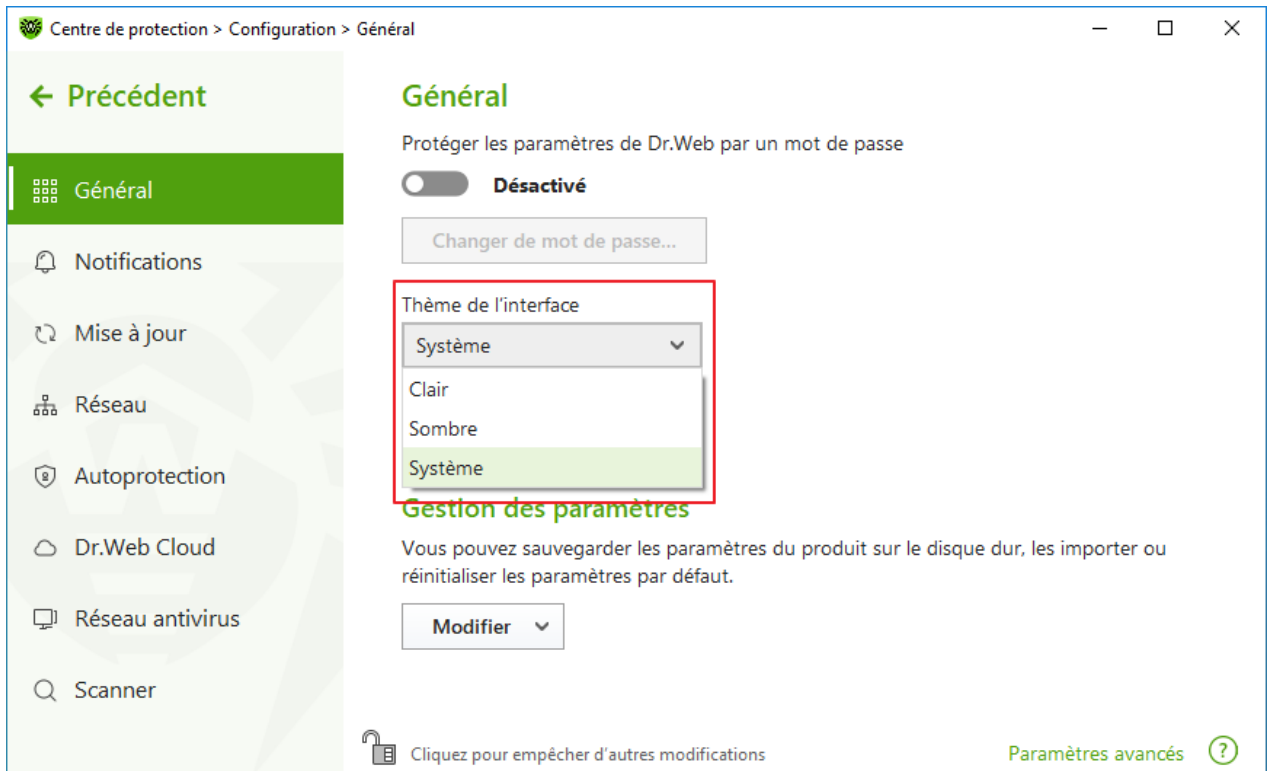 Centre de protection > Configuration > Général
Précédent
Général
Notifications
Mise à jour
Réseau
Autoprotection
Dr.Web Cloud
Réseau antivirus
Scanner
Général
Protéger les paramètres de Dr.Web par un mot de passe
Désactivé
Changer de mot de passe...
Thème de l'interface
Système
Clair
Sombre
Système
Gestion des paramètres
Vous pouvez sauvegarder les paramètres du produit sur le disque dur, les importer ou
réinitialiser les paramètres par défaut.
Modifier
Cliquez pour empêcher d'autres modifications
Paramètres avancés ?